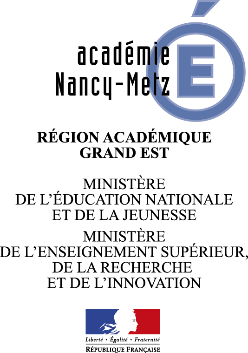 académie
Nancy-Metz
É
RÉGION ACADÉMIQUE
GRAND EST
MINISTÈRE
DE L'ÉDUCATION NATIONALE
ET DE LA JEUNESSE
MINISTÈRE
DE L'ENSEIGNEMENT SUPÉRIEUR,
DE LA RECHERCHE
ET DE L'INNOVATION
Liberté • Égalité • Fraternité
RÉPUBLIQUE FRANÇAISE